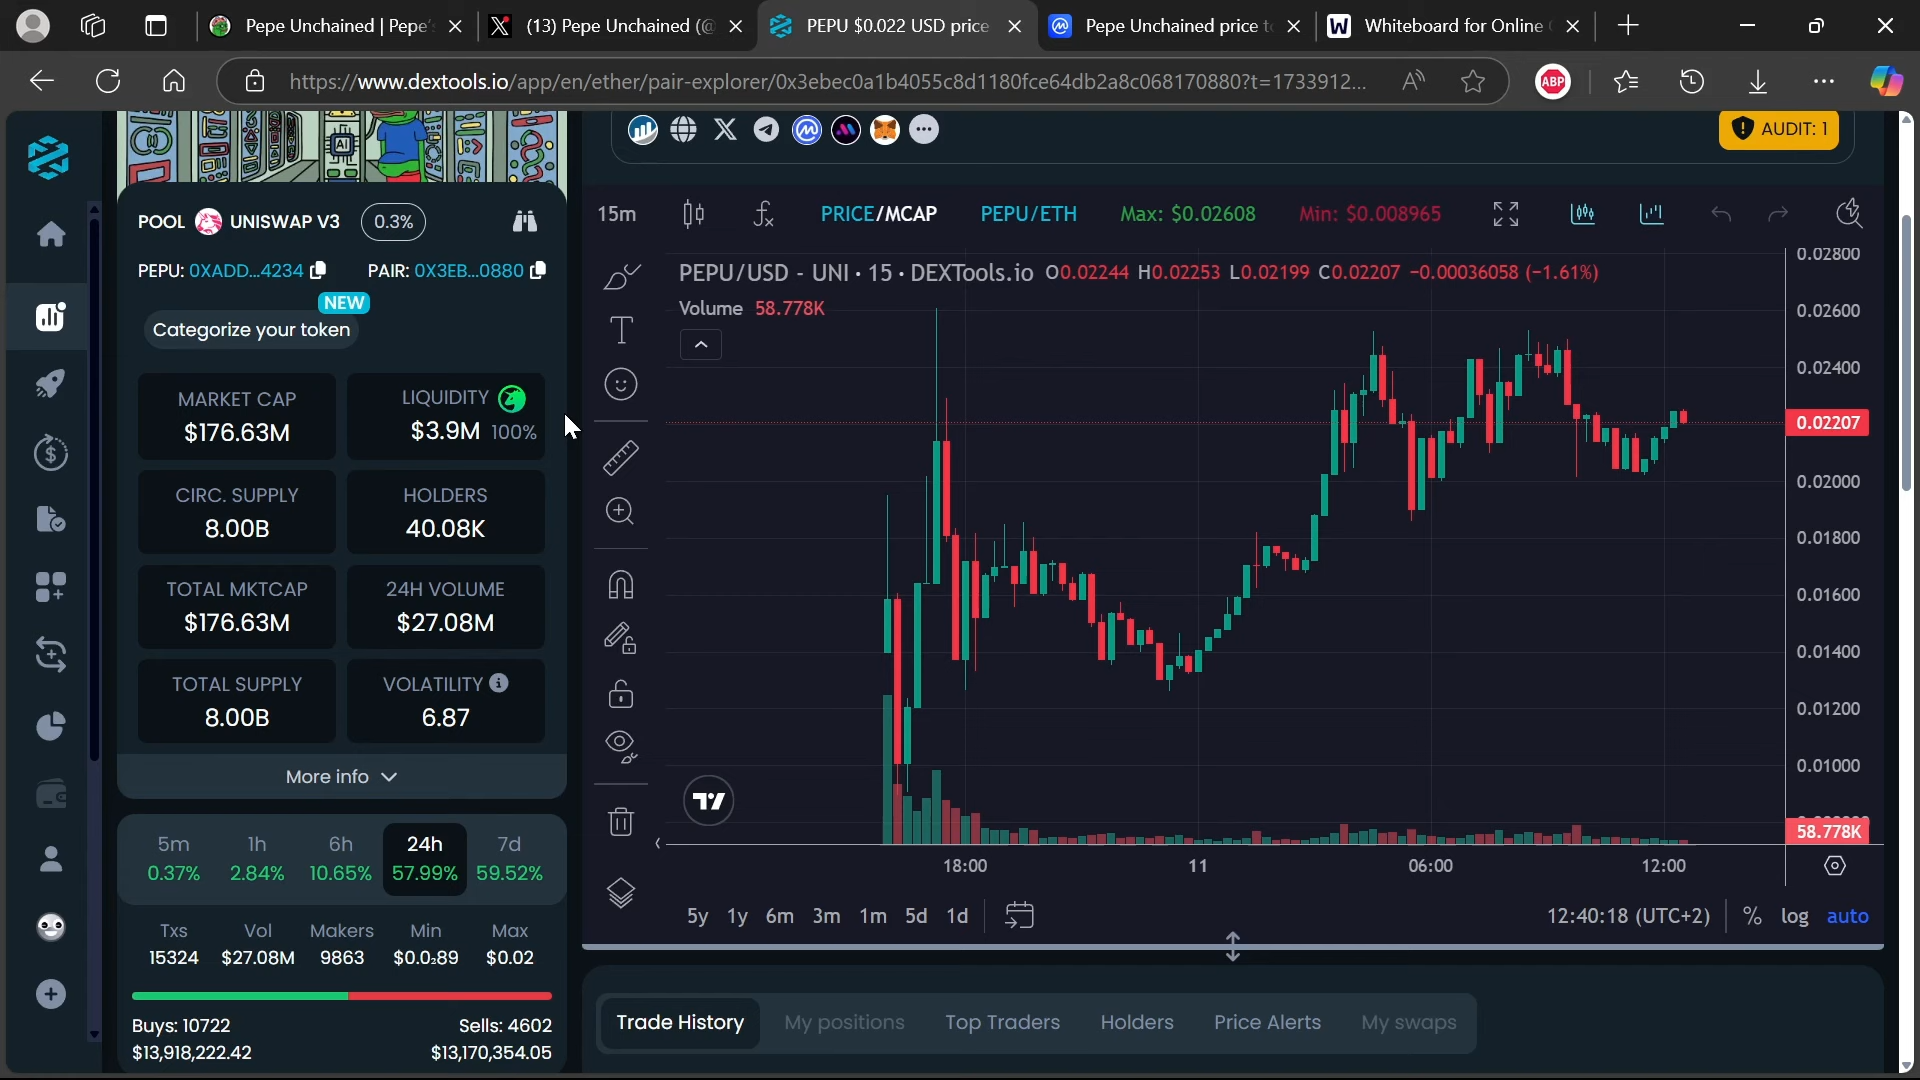 Pepe Unchained | Pepe's
(13) Pepe Unchained (@
PEPU $0.022 USD price
Pepe Unchained price to
Whiteboard for Online
https://www.dextools.io/app/en/ether/pair-explorer/0x3ebec0a1b4055c8d1180fce64db2a8c068170880?t=1733912...
ABP
AI
AUDIT: 1
POOL UNISWAP V3 0.3%
PEPU: 0XADD...4234 PAIR: 0X3EB...0880
NEW
Categorize your token
MARKET CAP
$176.63M
LIQUIDITY
$3.9M 100%
CIRC. SUPPLY
8.00B
HOLDERS
40.08K
TOTAL MKTCAP
$176.63M
24H VOLUME
$27.08M
TOTAL SUPPLY
8.00B
VOLATILITY
6.87
More info
5m 1h 6h 24h 7d
0.37% 2.84% 10.65% 57.99% 59.52%
Txs Vol Makers Min Max
15324 $27.08M 9863 $0.0₂89 $0.02
Buys: 10722 Sells: 4602
$13,918,222.42 $13,170,354.05
15m PRICE/MCAP PEPU/ETH Max: $0.02608 Min: $0.008965
PEPU/USD - UNI · 15 · DEXTools.io O0.02244 H0.02253 L0.02199 C0.02207 −0.00036058 (−1.61%)
Volume 58.778K
0.02800
0.02600
0.02400
0.02207
0.02000
0.01800
0.01600
0.01400
0.01200
0.01000
58.778K
18:00 11 06:00 12:00
5y 1y 6m 3m 1m 5d 1d 12:40:18 (UTC+2) % log auto
Trade History My positions Top Traders Holders Price Alerts My swaps